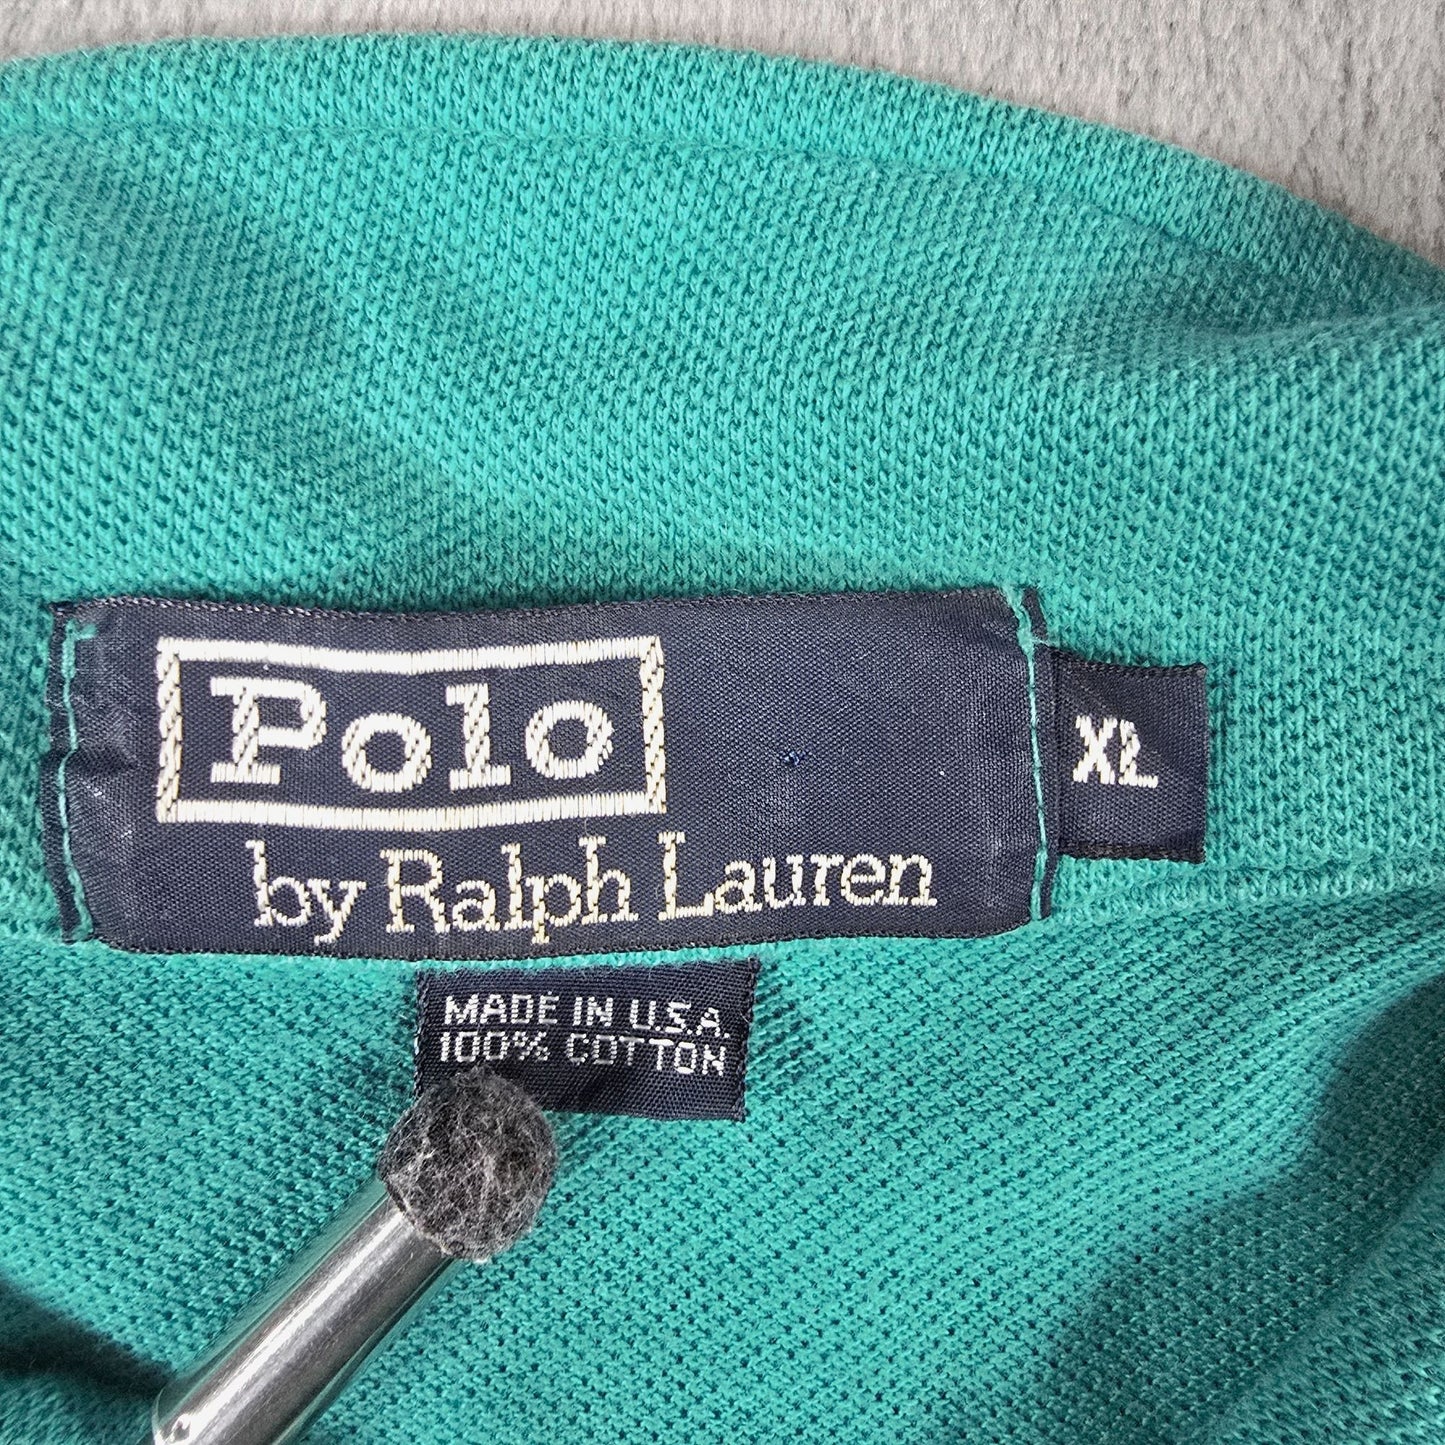 Polo
by Ralph Lauren
XL
MADE IN U.S.A.
100% COTTON